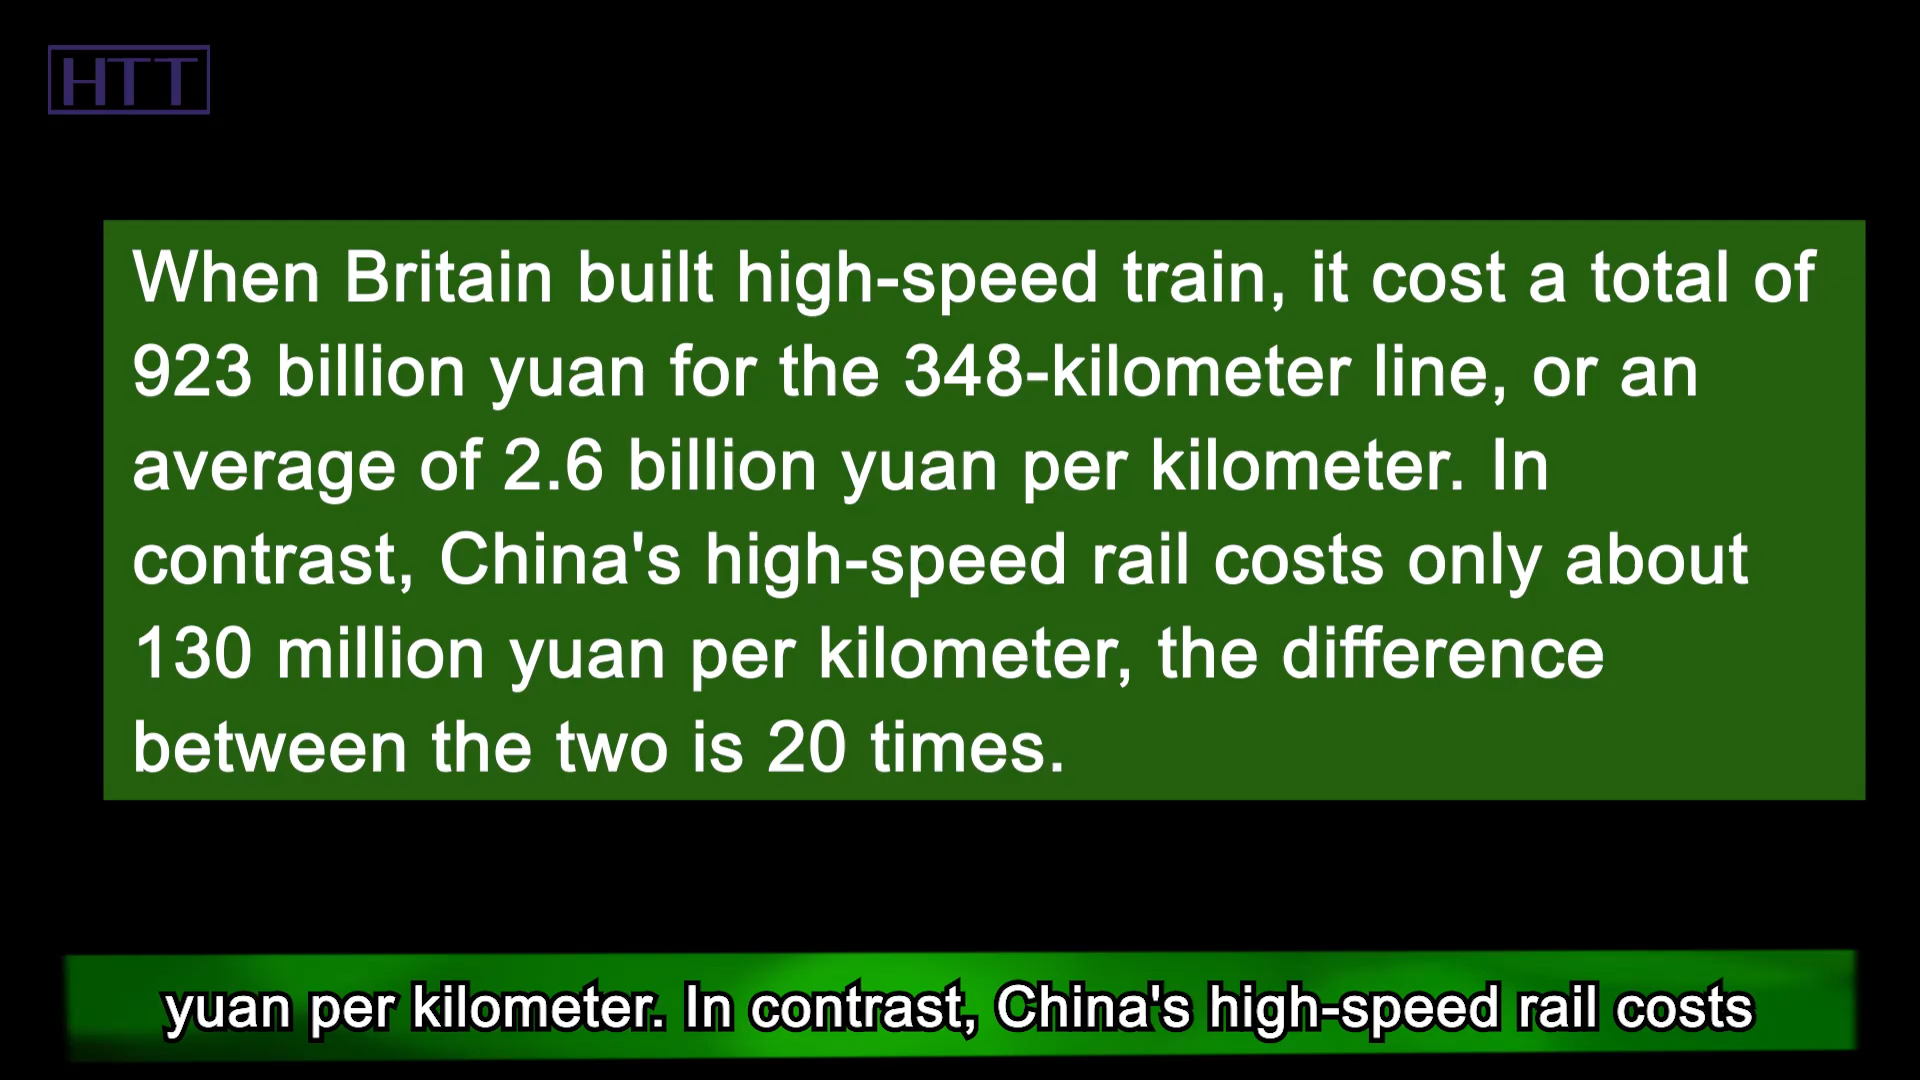 HTT
When Britain built high-speed train, it cost a total of
923 billion yuan for the 348-kilometer line, or an
average of 2.6 billion yuan per kilometer. In
contrast, China's high-speed rail costs only about
130 million yuan per kilometer, the difference
between the two is 20 times.
yuan per kilometer. In contrast, China's high-speed rail costs